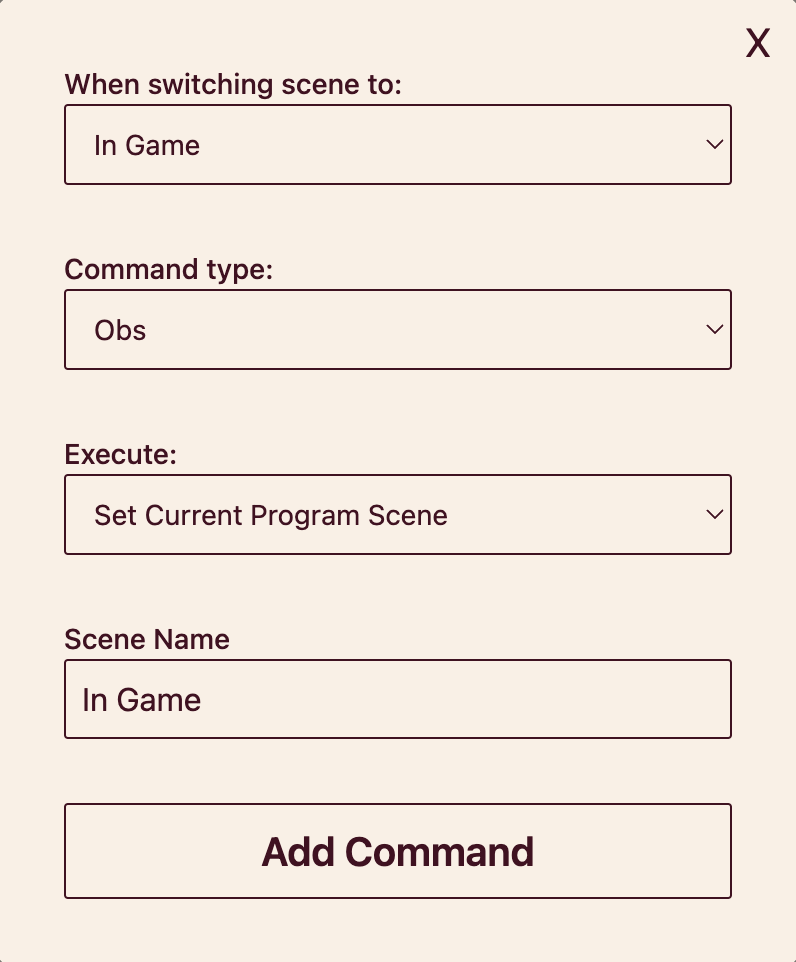 X
When switching scene to:
In Game
Command type:
Obs
Execute:
Set Current Program Scene
Scene Name
In Game
Add Command